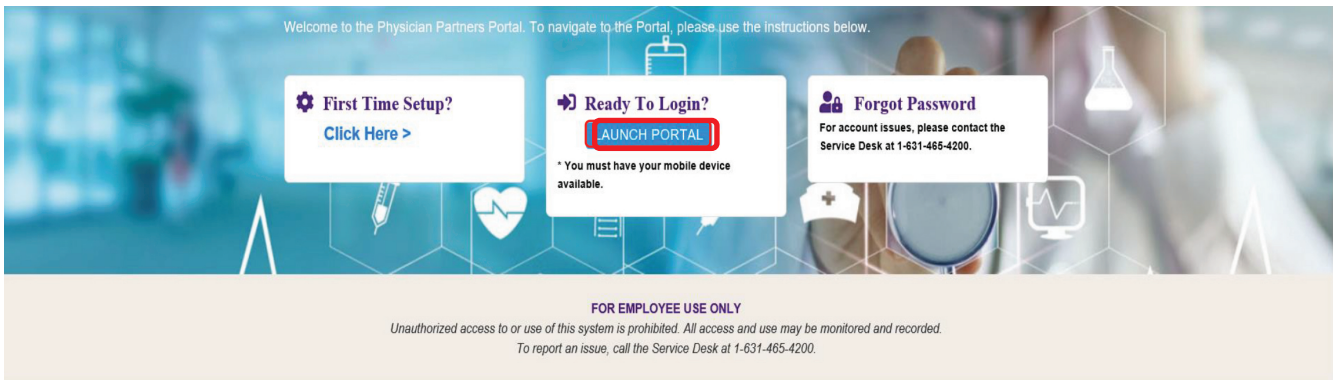 Welcome to the Physician Partners Portal. To navigate to the Portal, please use the instructions below.
First Time Setup?
Click Here >
Ready To Login?
LAUNCH PORTAL
* You must have your mobile device
available.
Forgot Password
For account issues, please contact the
Service Desk at 1-631-465-4200.
FOR EMPLOYEE USE ONLY
Unauthorized access to or use of this system is prohibited. All access and use may be monitored and recorded.
To report an issue, call the Service Desk at 1-631-465-4200.